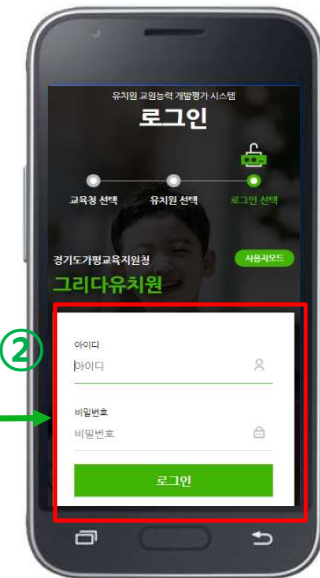 유치원 교원능력 개발평가 시스템
로그인
교육청 선택 유치원 선택 로그인 선택
경기도가평교육지원청 사용자모드
그리다유치원
②
아이디
아이디
비밀번호
비밀번호
로그인